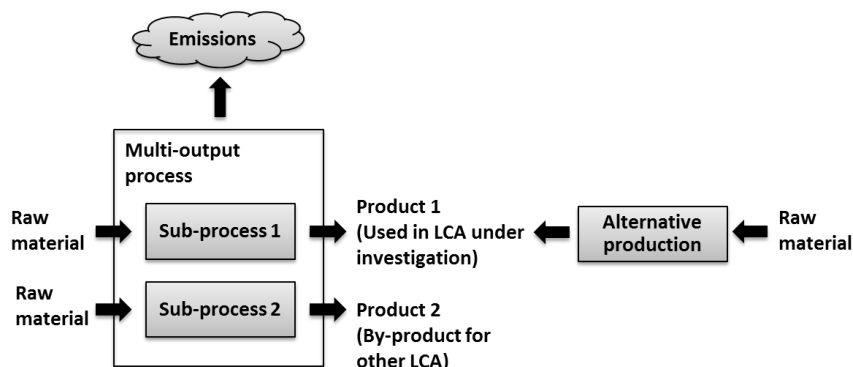 Emissions
Multi-output
process
Raw
material
Sub-process 1
Product 1
(Used in LCA under
investigation)
Alternative
production
Raw
material
Raw
material
Sub-process 2
Product 2
(By-product for
other LCA)